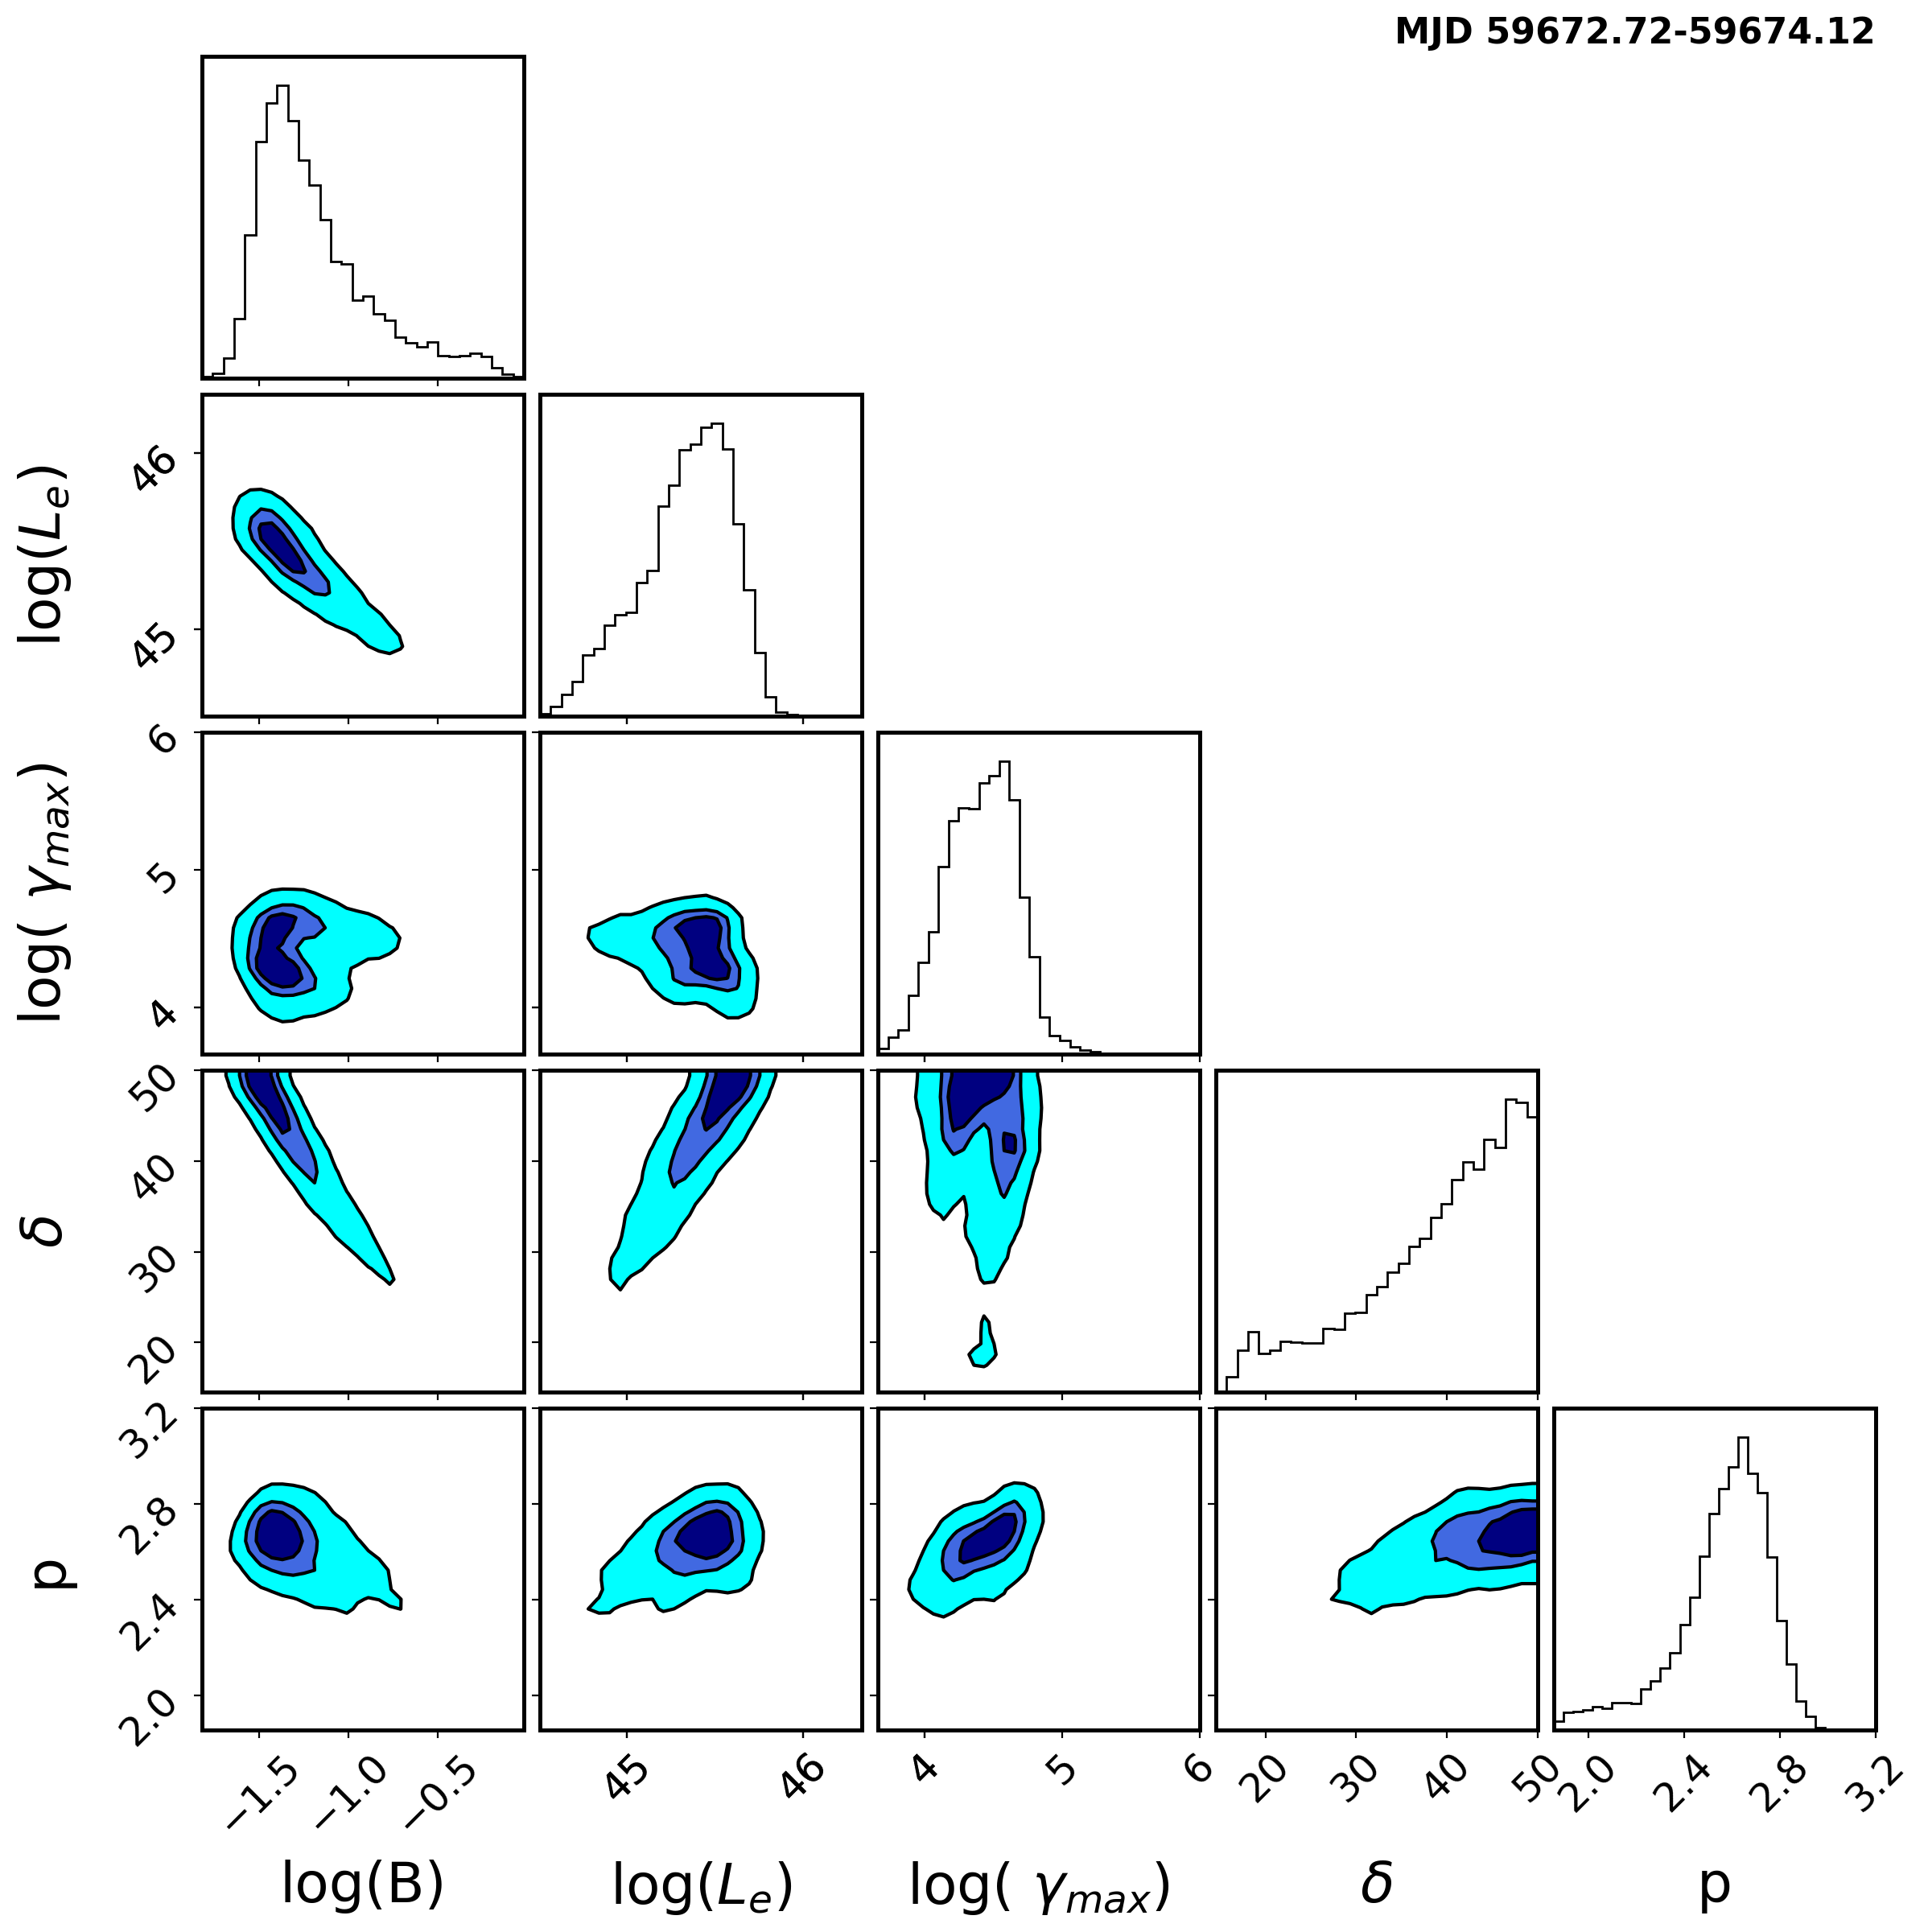 MJD 59672.72-59674.12
log(Lₑ)
46
45
log( γₘₐₓ)
6
5
4
δ
50
40
30
20
p
3.2
2.8
2.4
2.0
−1.5 −1.0 −0.5 45 46 4 5 6 20 30 40 50 2.0 2.4 2.8 3.2
log(B) log(Lₑ) log( γₘₐₓ) δ p